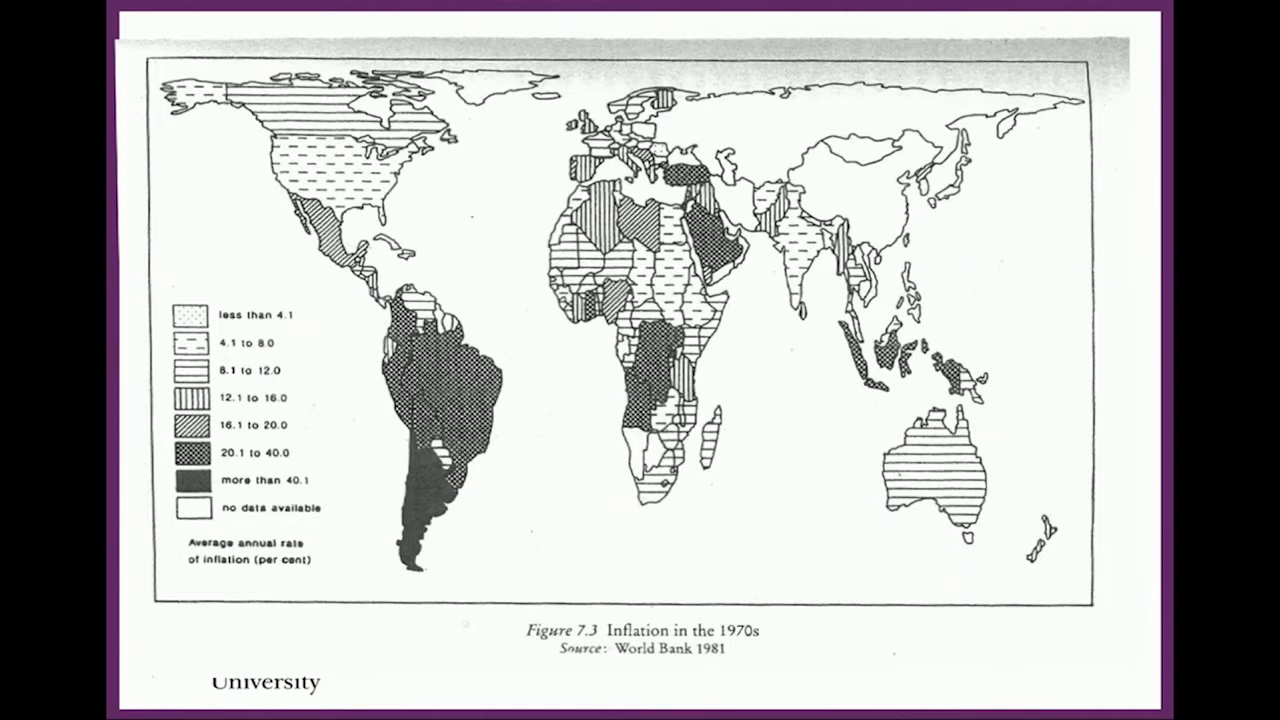 less than 4.1
4.1 to 8.0
8.1 to 12.0
12.1 to 16.0
16.1 to 20.0
20.1 to 40.0
more than 40.1
no data available
Average annual rate
of inflation (per cent)
Figure 7.3 Inflation in the 1970s
Source: World Bank 1981
University